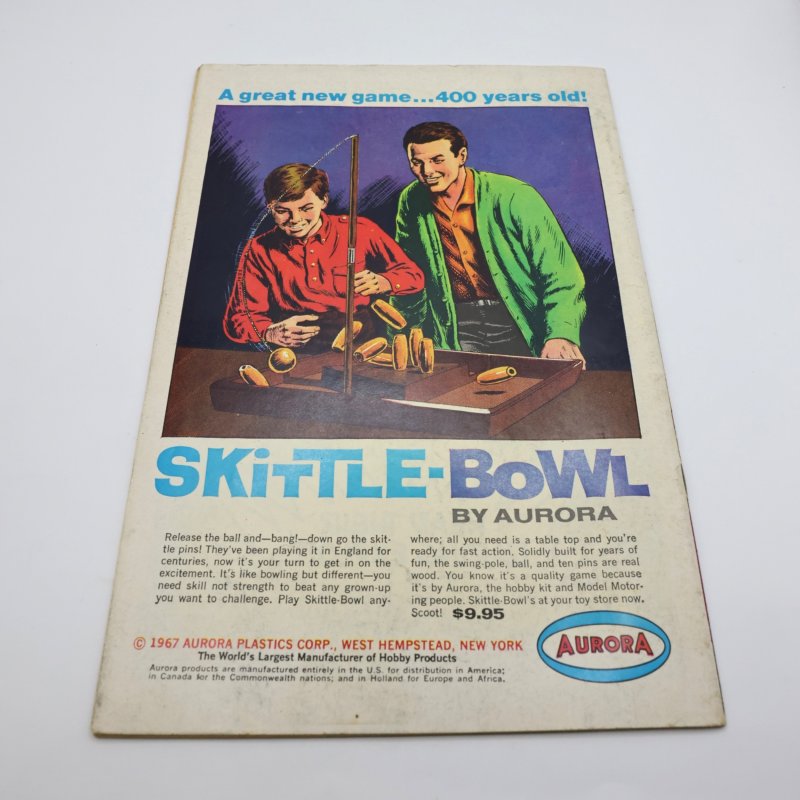 A great new game...400 years old!
SKiTTLE-BoWL
BY AURORA
Release the ball and—bang!—down go the skit-
tle pins! They've been playing it in England for
centuries, now it's your turn to get in on the
excitement. It's like bowling but different—you
need skill not strength to beat any grown-up
you want to challenge. Play Skittle-Bowl any-
where; all you need is a table top and you're
ready for fast action. Solidly built for years of
fun, the swing-pole, ball, and ten pins are real
wood. You know it's a quality game because
it's by Aurora, the hobby kit and Model Motor-
ing people. Skittle-Bowl's at your toy store now.
Scoot! $9.95
© 1967 AURORA PLASTICS CORP., WEST HEMPSTEAD, NEW YORK
The World's Largest Manufacturer of Hobby Products
Aurora products are manufactured entirely in the U.S. for distribution in America;
in Canada for the Commonwealth nations; and in Holland for Europe and Africa.
AURORA